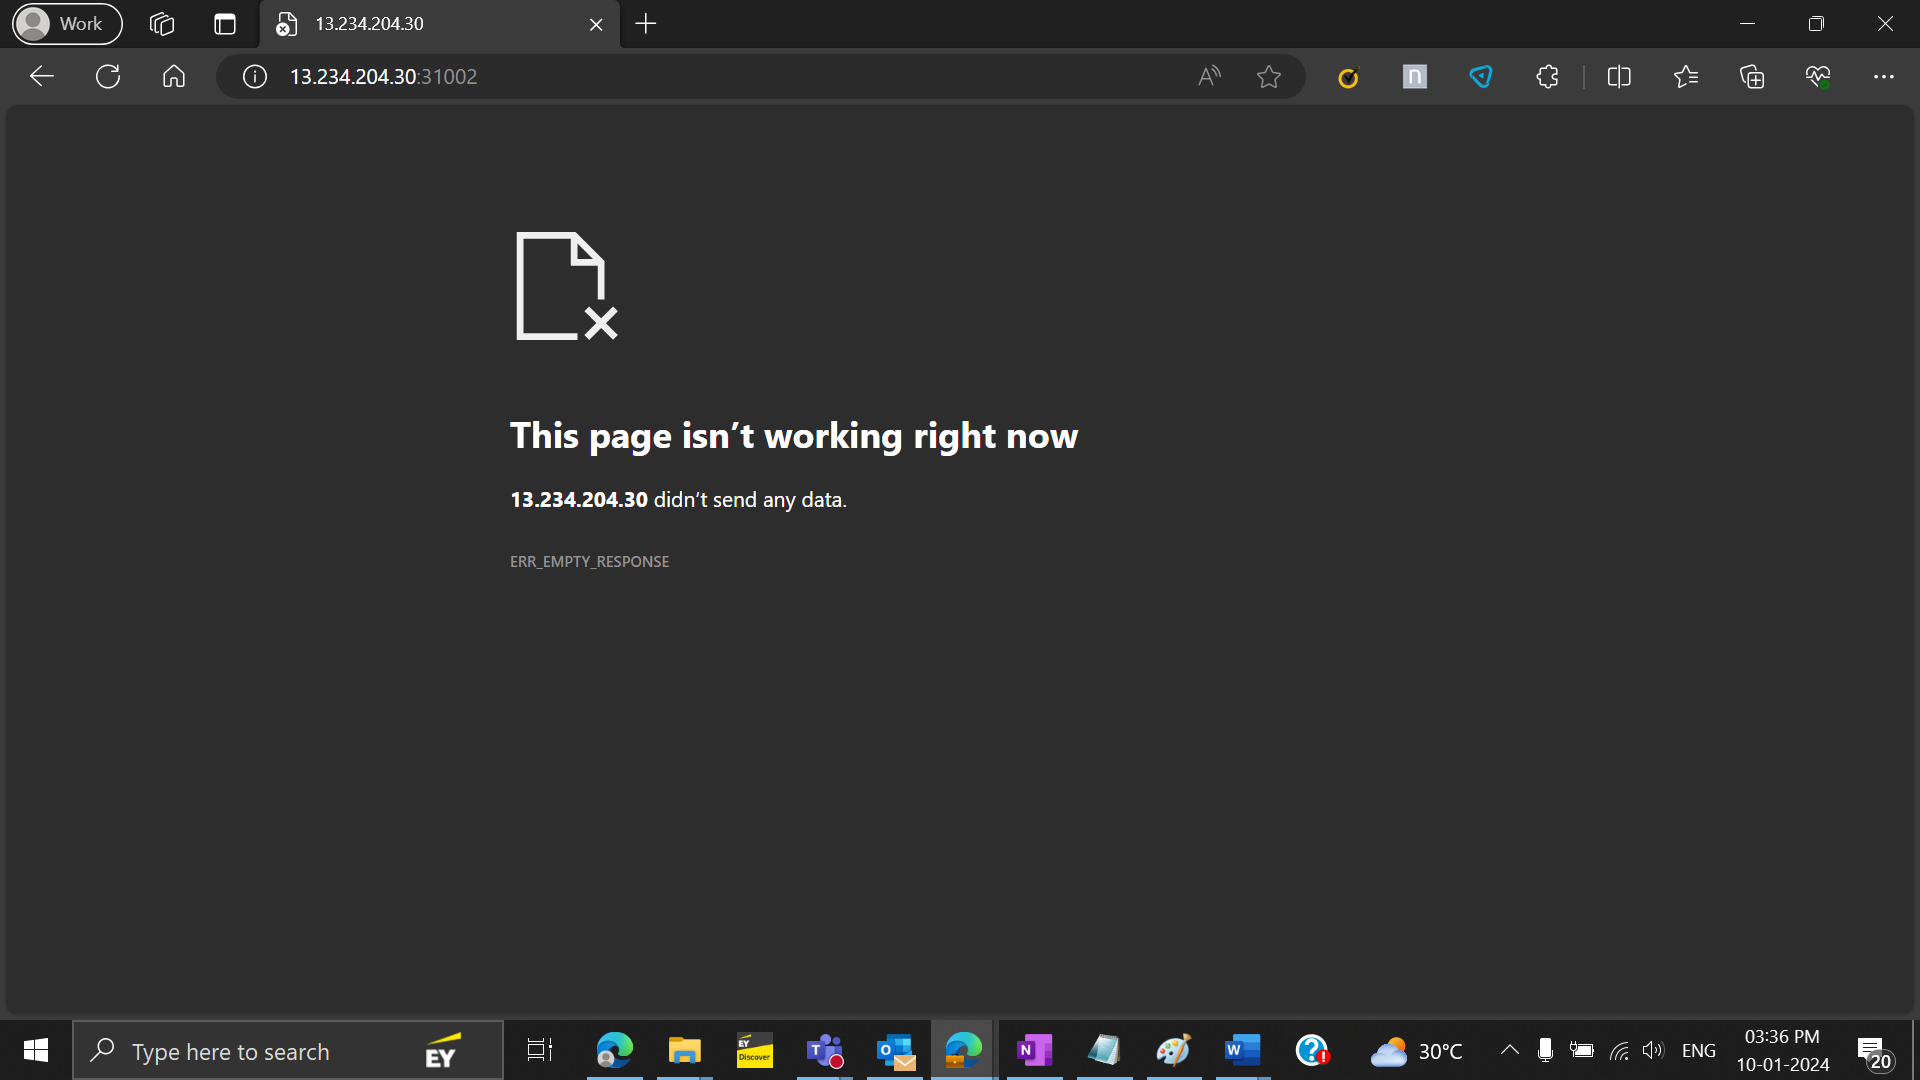 Work
13.234.204.30
13.234.204.30:31002
This page isn’t working right now
13.234.204.30 didn’t send any data.
ERR_EMPTY_RESPONSE
Type here to search
EY
EY
Discover
T
O
N
W
30°C
ENG
03:36 PM
10-01-2024
20